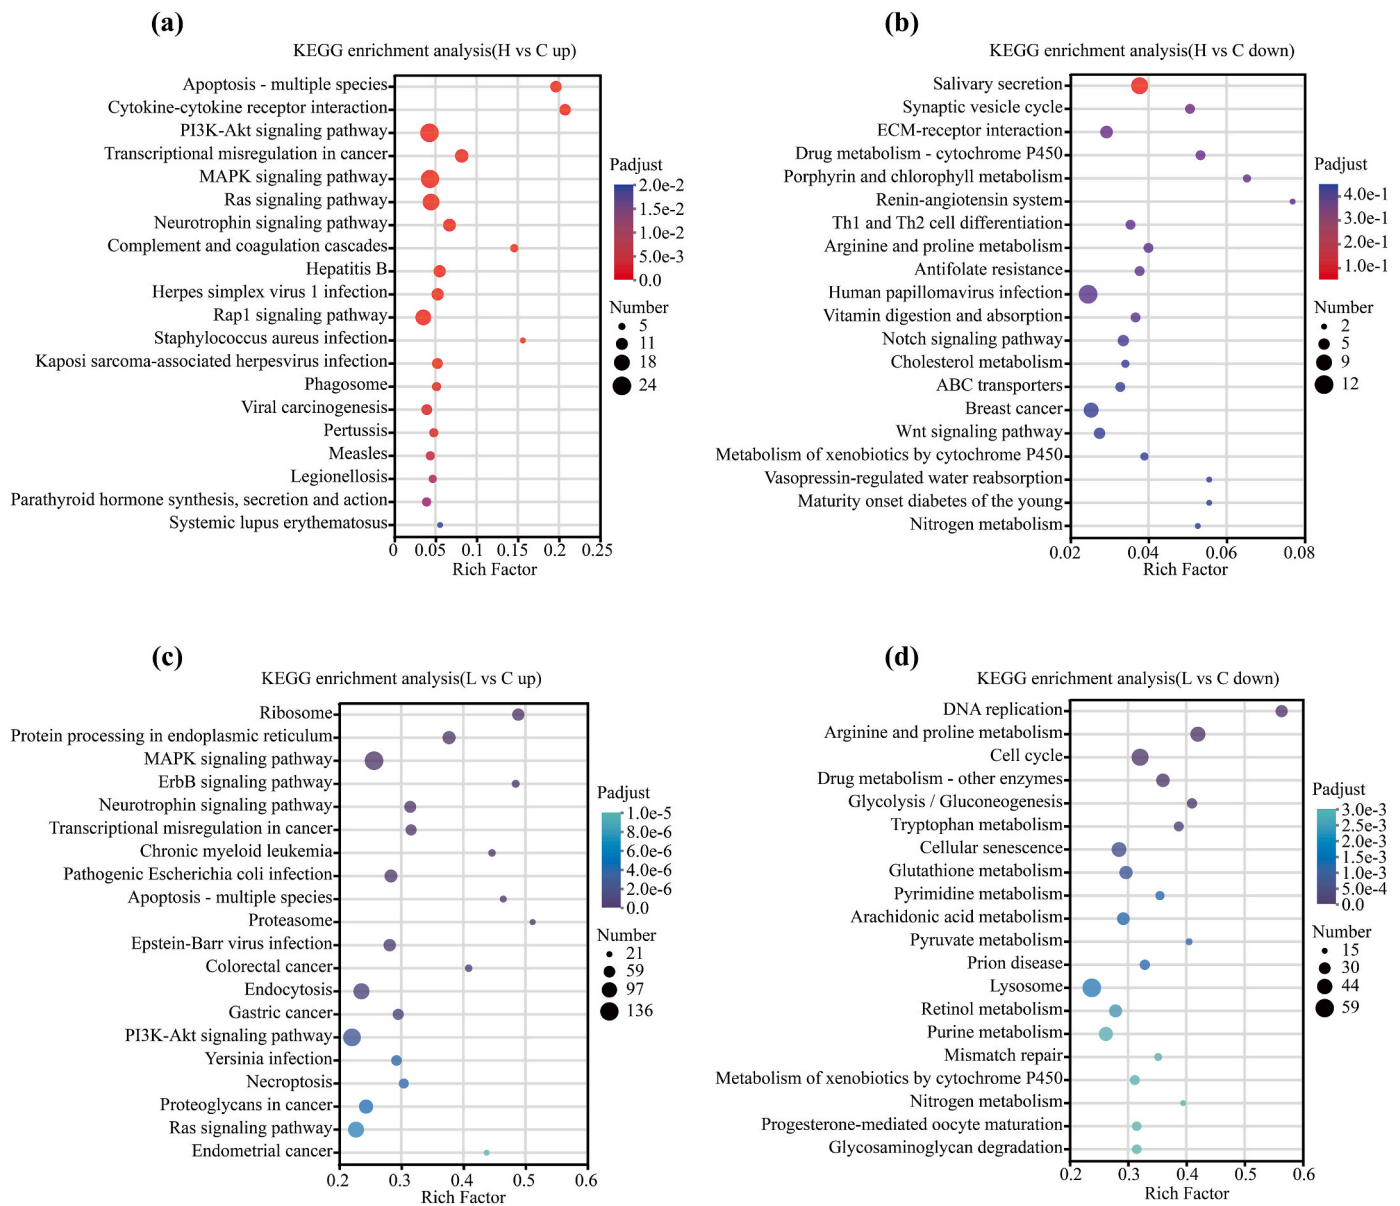 (a)
KEGG enrichment analysis(H vs C up)
Apoptosis - multiple species
Cytokine-cytokine receptor interaction
PI3K-Akt signaling pathway
Transcriptional misregulation in cancer
MAPK signaling pathway
Ras signaling pathway
Neurotrophin signaling pathway
Complement and coagulation cascades
Hepatitis B
Herpes simplex virus 1 infection
Rap1 signaling pathway
Staphylococcus aureus infection
Kaposi sarcoma-associated herpesvirus infection
Phagosome
Viral carcinogenesis
Pertussis
Measles
Legionellosis
Parathyroid hormone synthesis, secretion and action
Systemic lupus erythematosus
0 0.05 0.1 0.15 0.2 0.25
Rich Factor
Padjust
2.0e-2
1.5e-2
1.0e-2
5.0e-3
0.0
Number
5
11
18
24
(b)
KEGG enrichment analysis(H vs C down)
Salivary secretion
Synaptic vesicle cycle
ECM-receptor interaction
Drug metabolism - cytochrome P450
Porphyrin and chlorophyll metabolism
Renin-angiotensin system
Th1 and Th2 cell differentiation
Arginine and proline metabolism
Antifolate resistance
Human papillomavirus infection
Vitamin digestion and absorption
Notch signaling pathway
Cholesterol metabolism
ABC transporters
Breast cancer
Wnt signaling pathway
Metabolism of xenobiotics by cytochrome P450
Vasopressin-regulated water reabsorption
Maturity onset diabetes of the young
Nitrogen metabolism
0.02 0.04 0.06 0.08
Rich Factor
Padjust
4.0e-1
3.0e-1
2.0e-1
1.0e-1
Number
2
5
9
12
(c)
KEGG enrichment analysis(L vs C up)
Ribosome
Protein processing in endoplasmic reticulum
MAPK signaling pathway
ErbB signaling pathway
Neurotrophin signaling pathway
Transcriptional misregulation in cancer
Chronic myeloid leukemia
Pathogenic Escherichia coli infection
Apoptosis - multiple species
Proteasome
Epstein-Barr virus infection
Colorectal cancer
Endocytosis
Gastric cancer
PI3K-Akt signaling pathway
Yersinia infection
Necroptosis
Proteoglycans in cancer
Ras signaling pathway
Endometrial cancer
0.2 0.3 0.4 0.5 0.6
Rich Factor
Padjust
1.0e-5
8.0e-6
6.0e-6
4.0e-6
2.0e-6
0.0
Number
21
59
97
136
(d)
KEGG enrichment analysis(L vs C down)
DNA replication
Arginine and proline metabolism
Cell cycle
Drug metabolism - other enzymes
Glycolysis / Gluconeogenesis
Tryptophan metabolism
Cellular senescence
Glutathione metabolism
Pyrimidine metabolism
Arachidonic acid metabolism
Pyruvate metabolism
Prion disease
Lysosome
Retinol metabolism
Purine metabolism
Mismatch repair
Metabolism of xenobiotics by cytochrome P450
Nitrogen metabolism
Progesterone-mediated oocyte maturation
Glycosaminoglycan degradation
0.2 0.3 0.4 0.5 0.6
Rich Factor
Padjust
3.0e-3
2.5e-3
2.0e-3
1.5e-3
1.0e-3
5.0e-4
0.0
Number
15
30
44
59